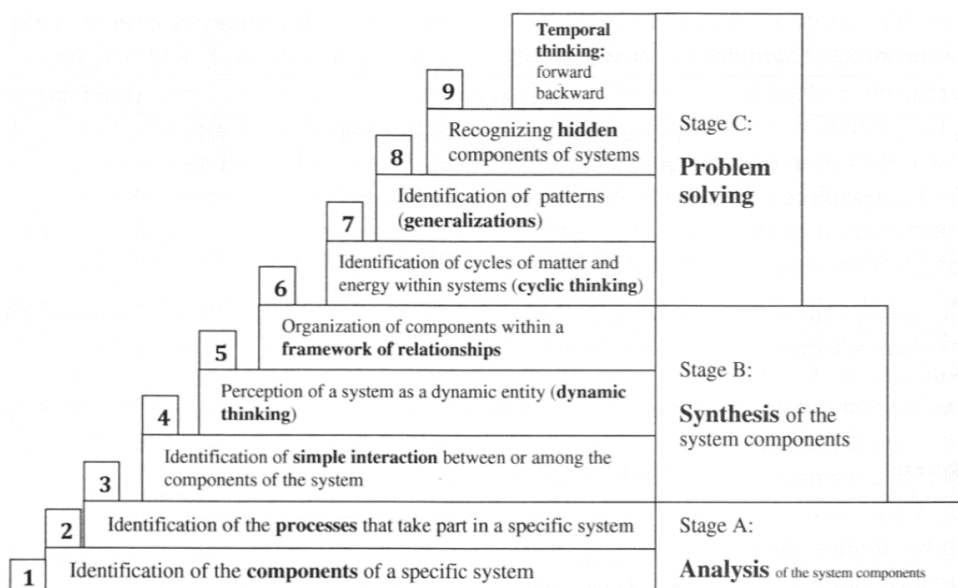 Temporal
thinking:
forward
backward
9
Recognizing hidden
components of systems
8
Identification of patterns
(generalizations)
7
Identification of cycles of matter and
energy within systems (cyclic thinking)
6
Organization of components within a
framework of relationships
5
Perception of a system as a dynamic entity (dynamic
thinking)
4
Identification of simple interaction between or among the
components of the system
3
Identification of the processes that take part in a specific system
2
Identification of the components of a specific system
1
Stage C:
Problem
solving
Stage B:
Synthesis of the
system components
Stage A:
Analysis of the system components